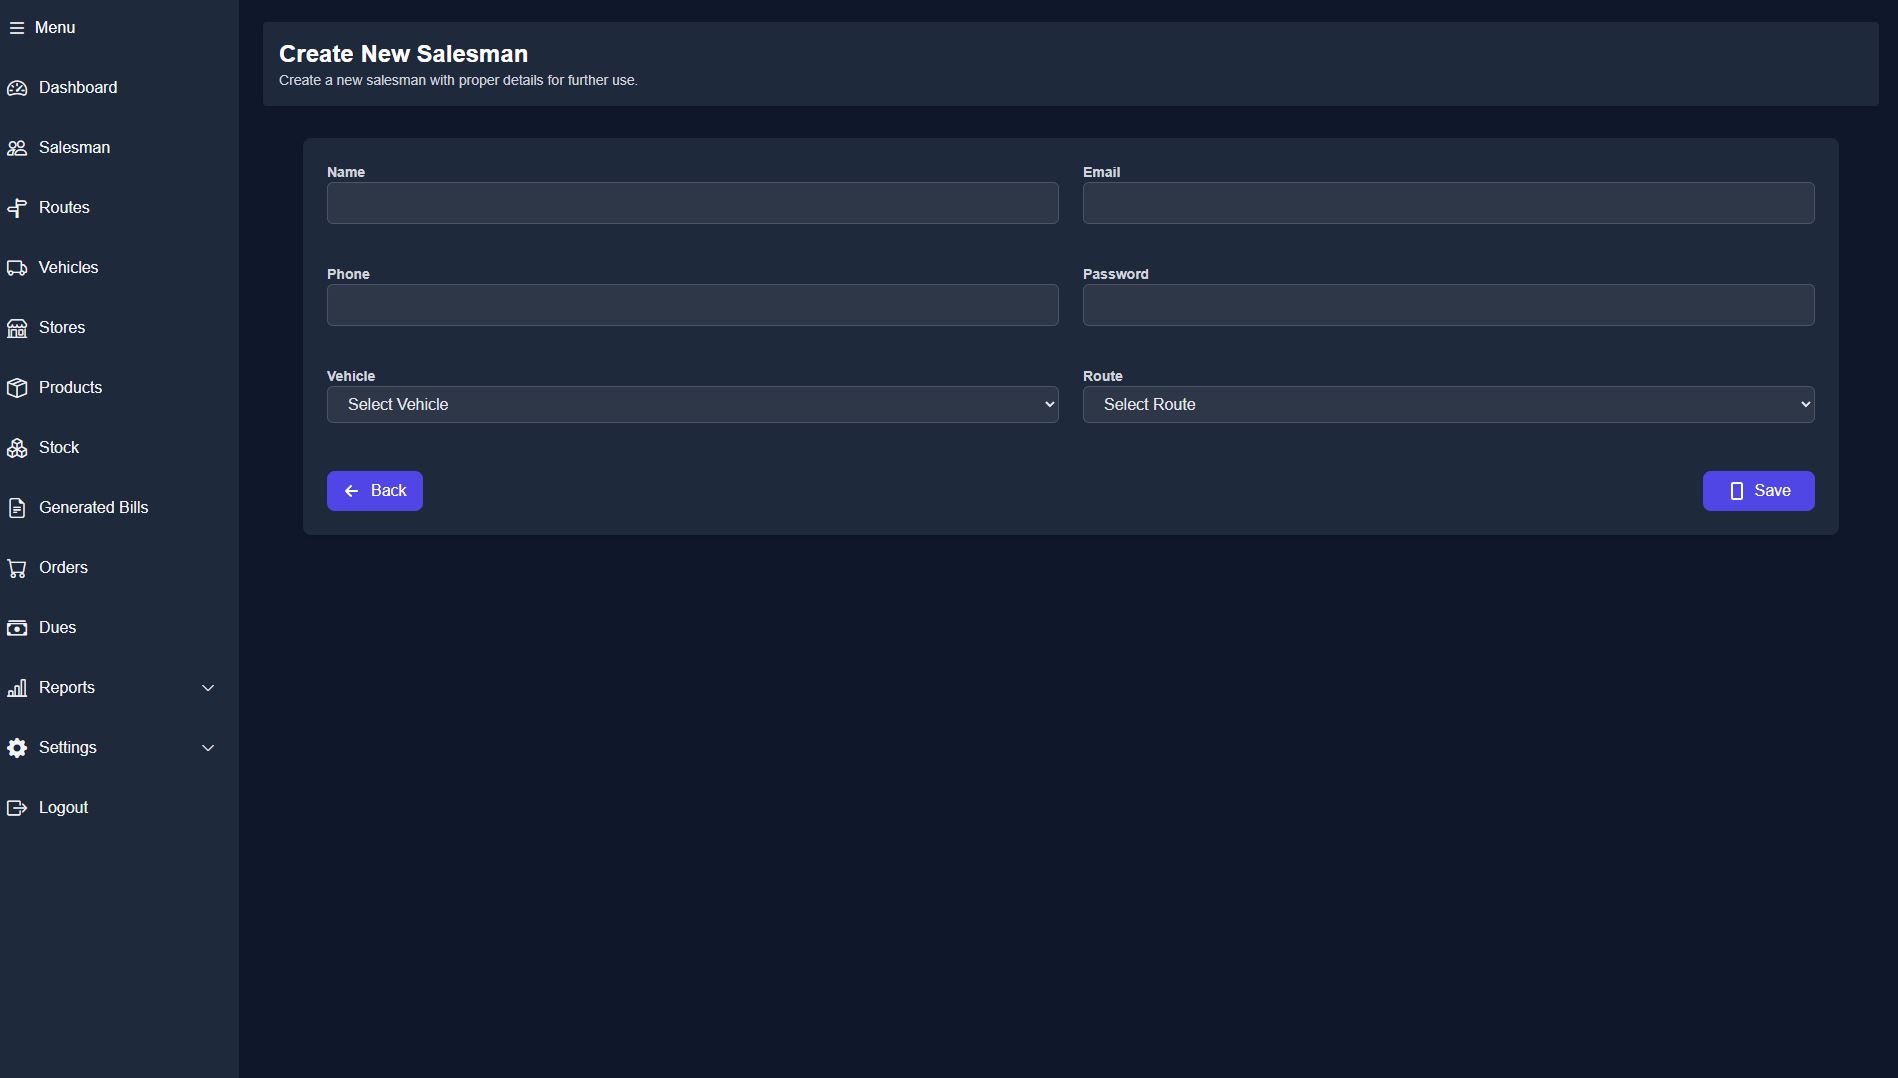 Menu
Dashboard
Salesman
Routes
Vehicles
Stores
Products
Stock
Generated Bills
Orders
Dues
Reports
Settings
Logout
Create New Salesman
Create a new salesman with proper details for further use.
Name
Email
Phone
Password
Vehicle
Route
Select Vehicle
Select Route
Back
Save